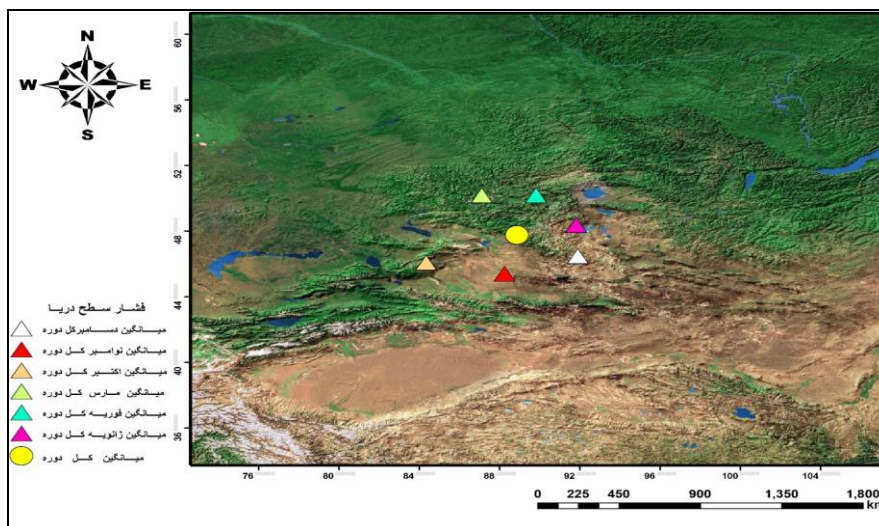 N
W E
S
60
56
52
48
44
40
36
فشار سطح دریا
میانگین دسامبرکل دوره
میانگین نوامبر کل دوره
میانگین اکتبر کل دوره
میانگین مارس کل دوره
میانگین فوریه کل دوره
میانگین ژانویه کل دوره
میانگین کل دوره
76 80 84 88 92 96 100 104
0 225 450 900 1,350 1,800
km